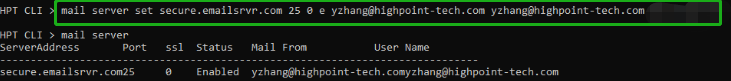 HPT CLI > mail server set secure.emailsrvr.com 25 0 e yzhang@highpoint-tech.com yzhang@highpoint-tech.com
HPT CLI > mail server
ServerAddress Port ssl Status Mail From User Name
--------------------------------------------------------------------------------
secure.emailsrvr.com25 0 Enabled yzhang@highpoint-tech.comyzhang@highpoint-tech.com